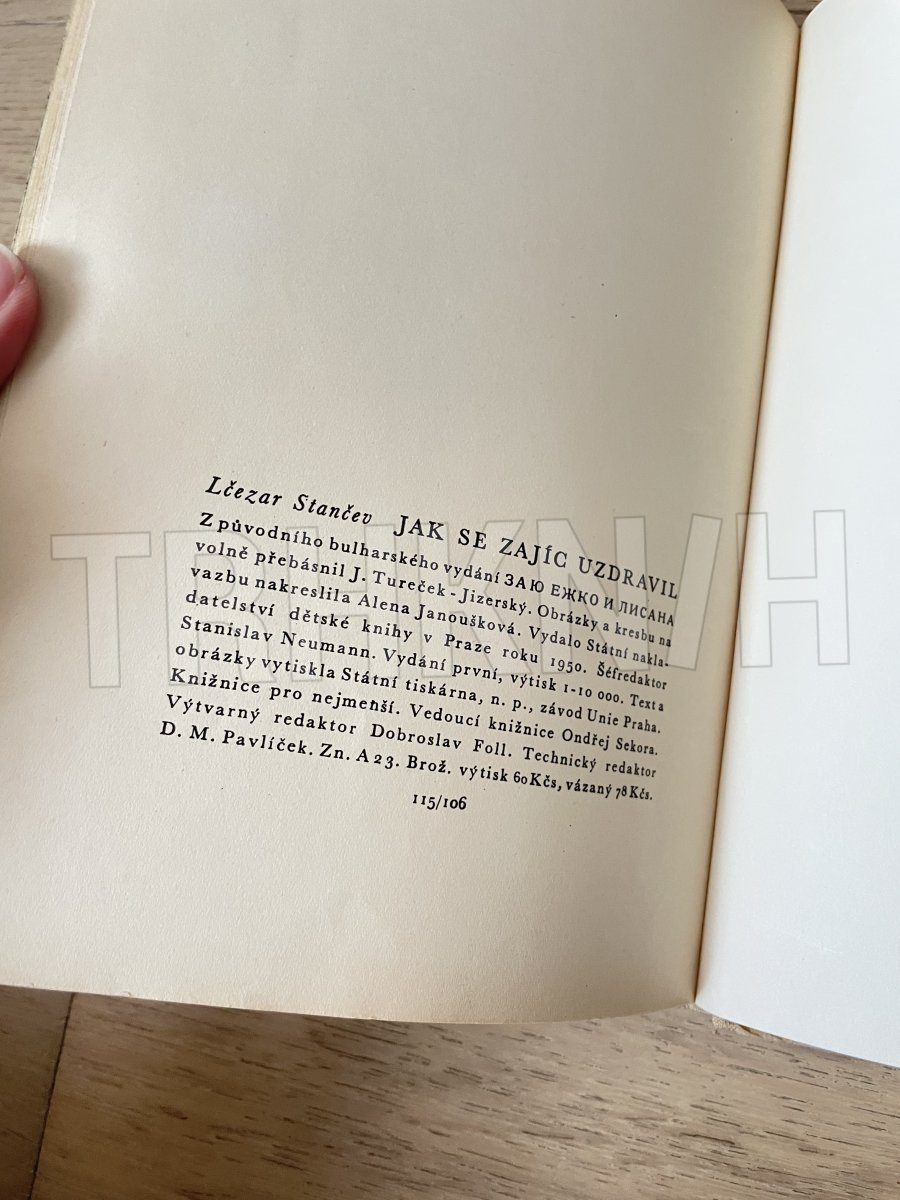 Lčezar Stančev JAK SE ZAJÍC UZDRAVIL
Z původního bulharského vydání ЗАЮ ЕЖКО И ЛИСАНА
volně přebásnil J. Tureček-Jizerský. Obrázky a kresbu na
vazbu nakreslila Alena Janoušková. Vydalo Státní nakla-
datelství dětské knihy v Praze roku 1950. Šéfredaktor
Stanislav Neumann. Vydání první, výtisk 1-10 000. Text a
obrázky vytiskla Státní tiskárna, n. p., závod Unie Praha.
Knižnice pro nejmeňší. Vedoucí knižnice Ondřej Sekora.
Výtvarný redaktor Dobroslav Foll. Technický redaktor
D. M. Pavlíček. Zn. A 23. Brož. výtisk 60 Kčs, vázaný 78 Kčs.
115/106
TRHKNIH